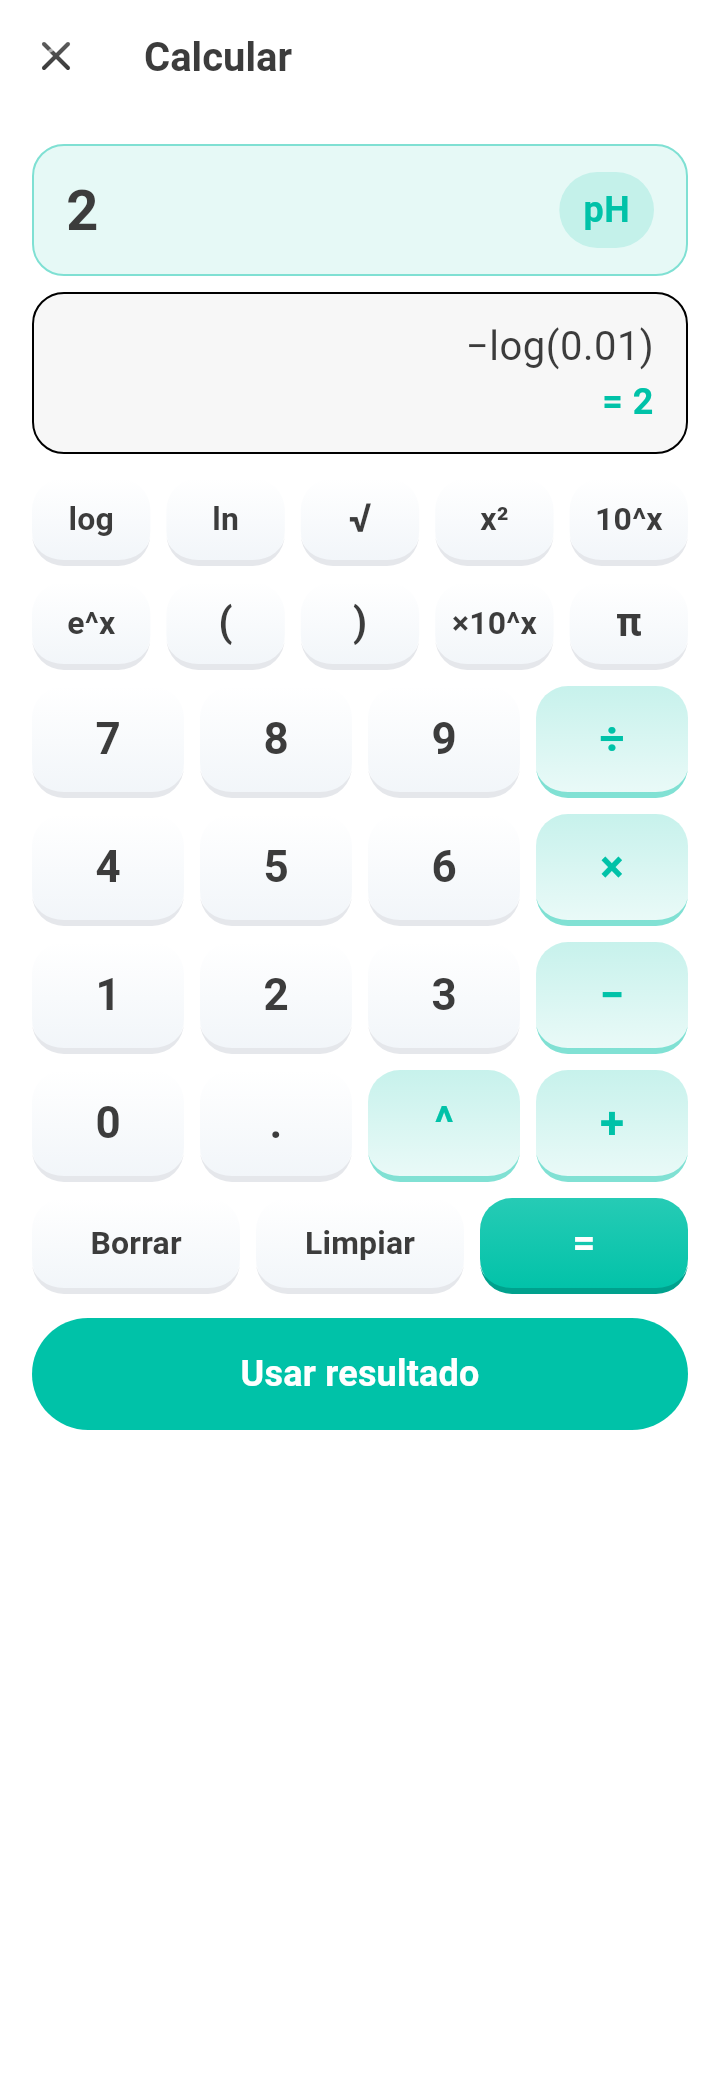 Calcular
2 pH
−log(0.01)
= 2
log ln √ x² 10^x
e^x ( ) ×10^x π
7 8 9 ÷
4 5 6 ×
1 2 3 −
0 . ^ +
Borrar Limpiar =
Usar resultado